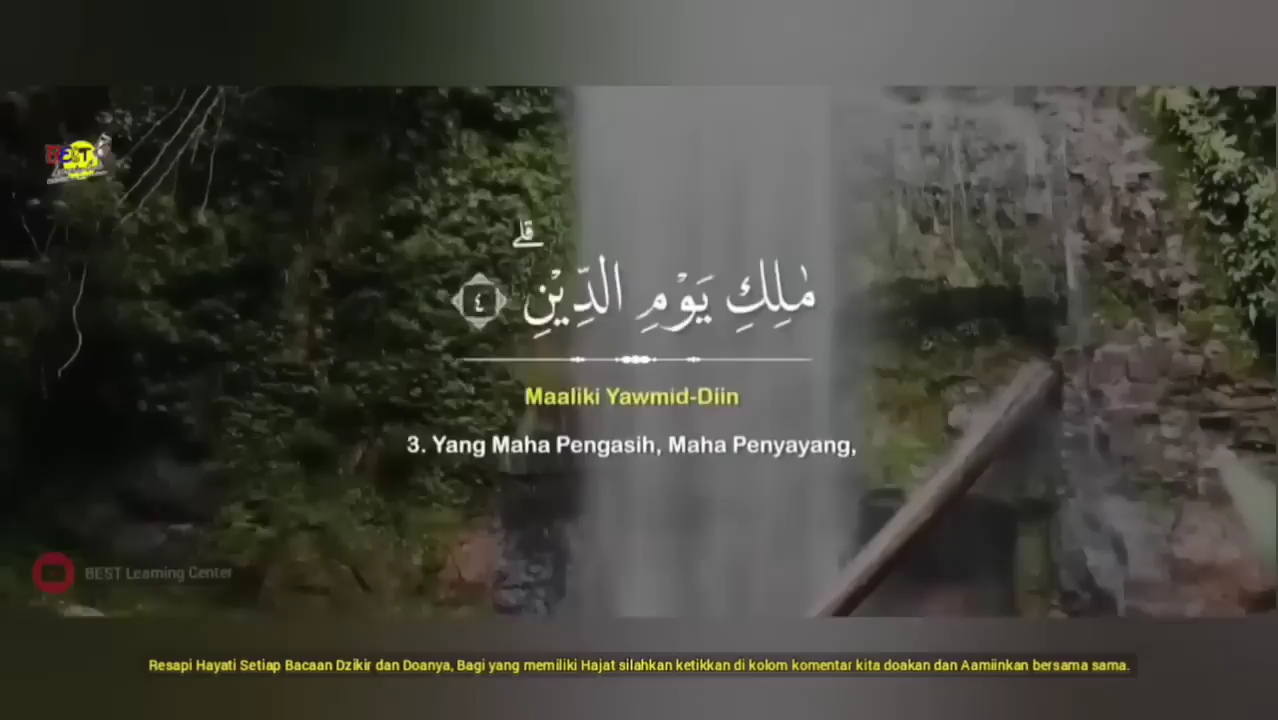 BEST
قلے
مٰلِكِ يَوْمِ الدِّيْنِ ٤
Maaliki Yawmid-Diin
3. Yang Maha Pengasih, Maha Penyayang,
BEST Learning Center
Resapi Hayati Setiap Bacaan Dzikir dan Doanya, Bagi yang memiliki Hajat silahkan ketikkan di kolom komentar kita doakan dan Aamiinkan bersama sama.